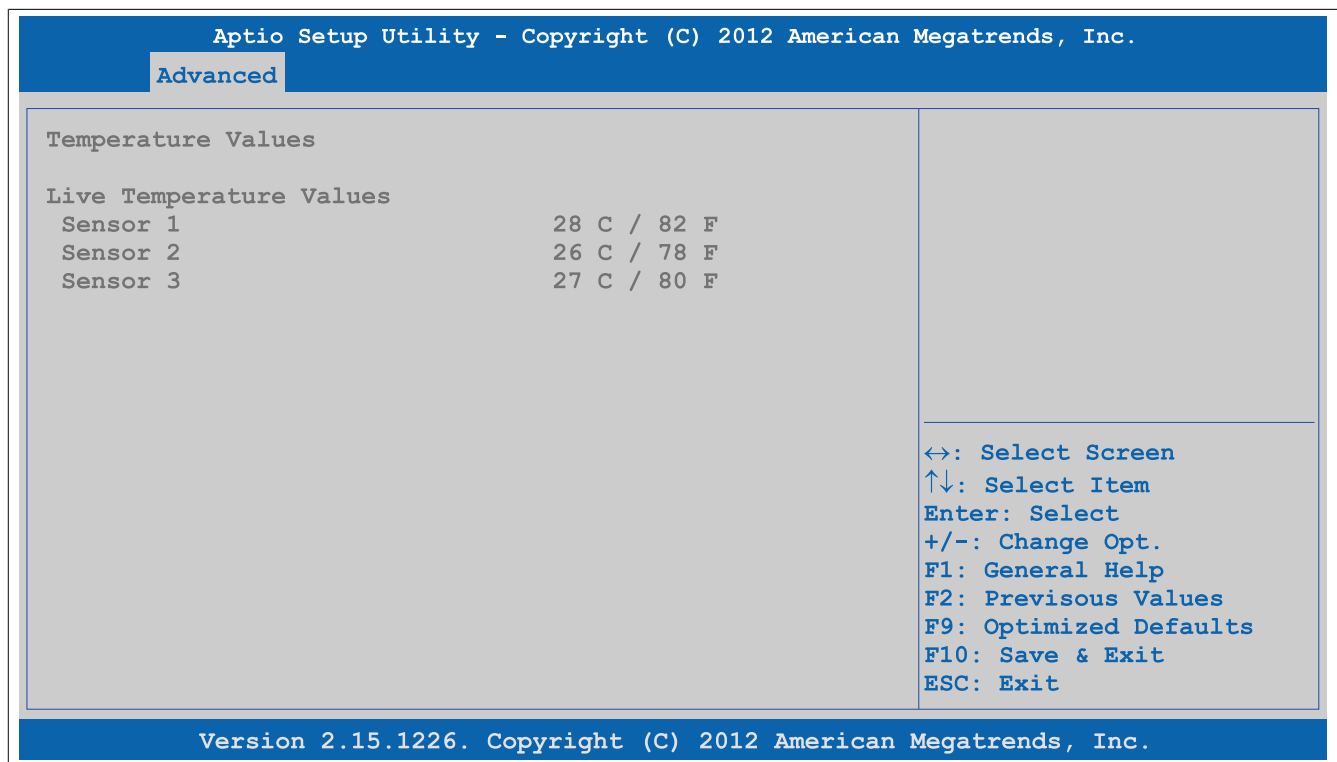 Aptio Setup Utility - Copyright (C) 2012 American Megatrends, Inc.
Advanced
Temperature Values
Live Temperature Values
Sensor 1 28 C / 82 F
Sensor 2 26 C / 78 F
Sensor 3 27 C / 80 F
↔: Select Screen
↑↓: Select Item
Enter: Select
+/-: Change Opt.
F1: General Help
F2: Previsous Values
F9: Optimized Defaults
F10: Save & Exit
ESC: Exit
Version 2.15.1226. Copyright (C) 2012 American Megatrends, Inc.